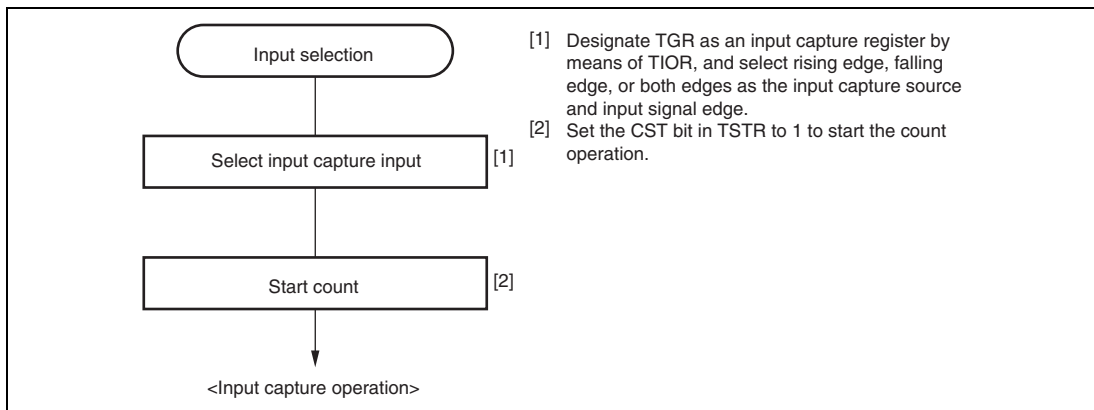 Input selection
[1] Designate TGR as an input capture register by
means of TIOR, and select rising edge, falling
edge, or both edges as the input capture source
and input signal edge.
[2] Set the CST bit in TSTR to 1 to start the count
operation.
Select input capture input [1]
Start count [2]
<Input capture operation>